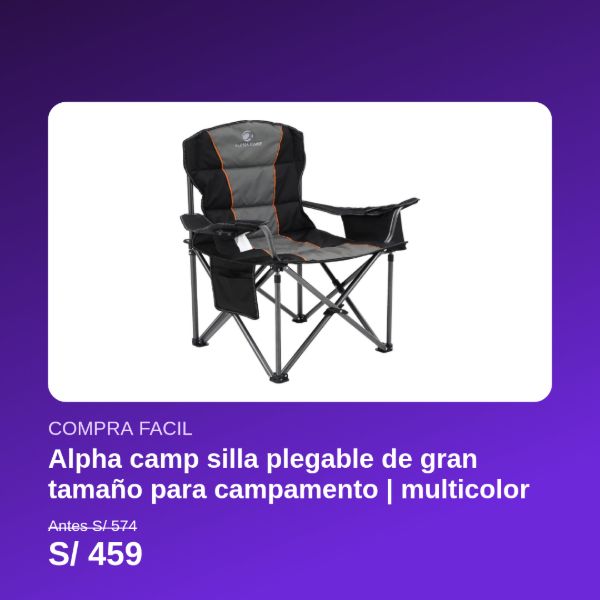 COMPRA FACIL
Alpha camp silla plegable de gran
tamaño para campamento | multicolor
Antes S/ 574
S/ 459